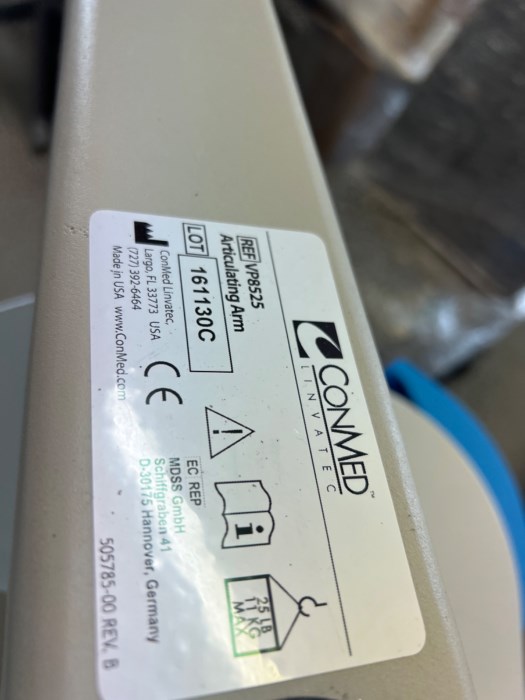 CONMED™
LINVATEC
REF VP8525
Articulating Arm
LOT 161130C
ConMed Linvatec,
Largo, FL 33773 USA
(727) 392-6464
Made in USA www.ConMed.com
CE
i
25 LB
11 KG
MAX
EC REP
MDSS GmbH
Schiffgraben 41
D-30175 Hannover, Germany
505785-00 REV. B